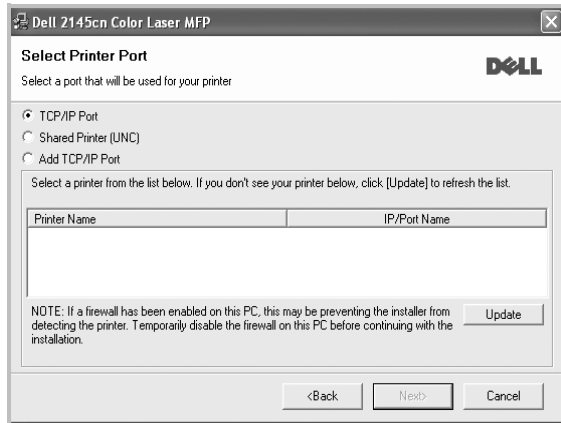 Dell 2145cn Color Laser MFP
Select Printer Port
Select a port that will be used for your printer
DELL
TCP/IP Port
Shared Printer (UNC)
Add TCP/IP Port
Select a printer from the list below. If you don't see your printer below, click [Update] to refresh the list.
Printer Name
IP/Port Name
NOTE: If a firewall has been enabled on this PC, this may be preventing the installer from
detecting the printer. Temporarily disable the firewall on this PC before continuing with the
installation.
Update
<Back
Next>
Cancel